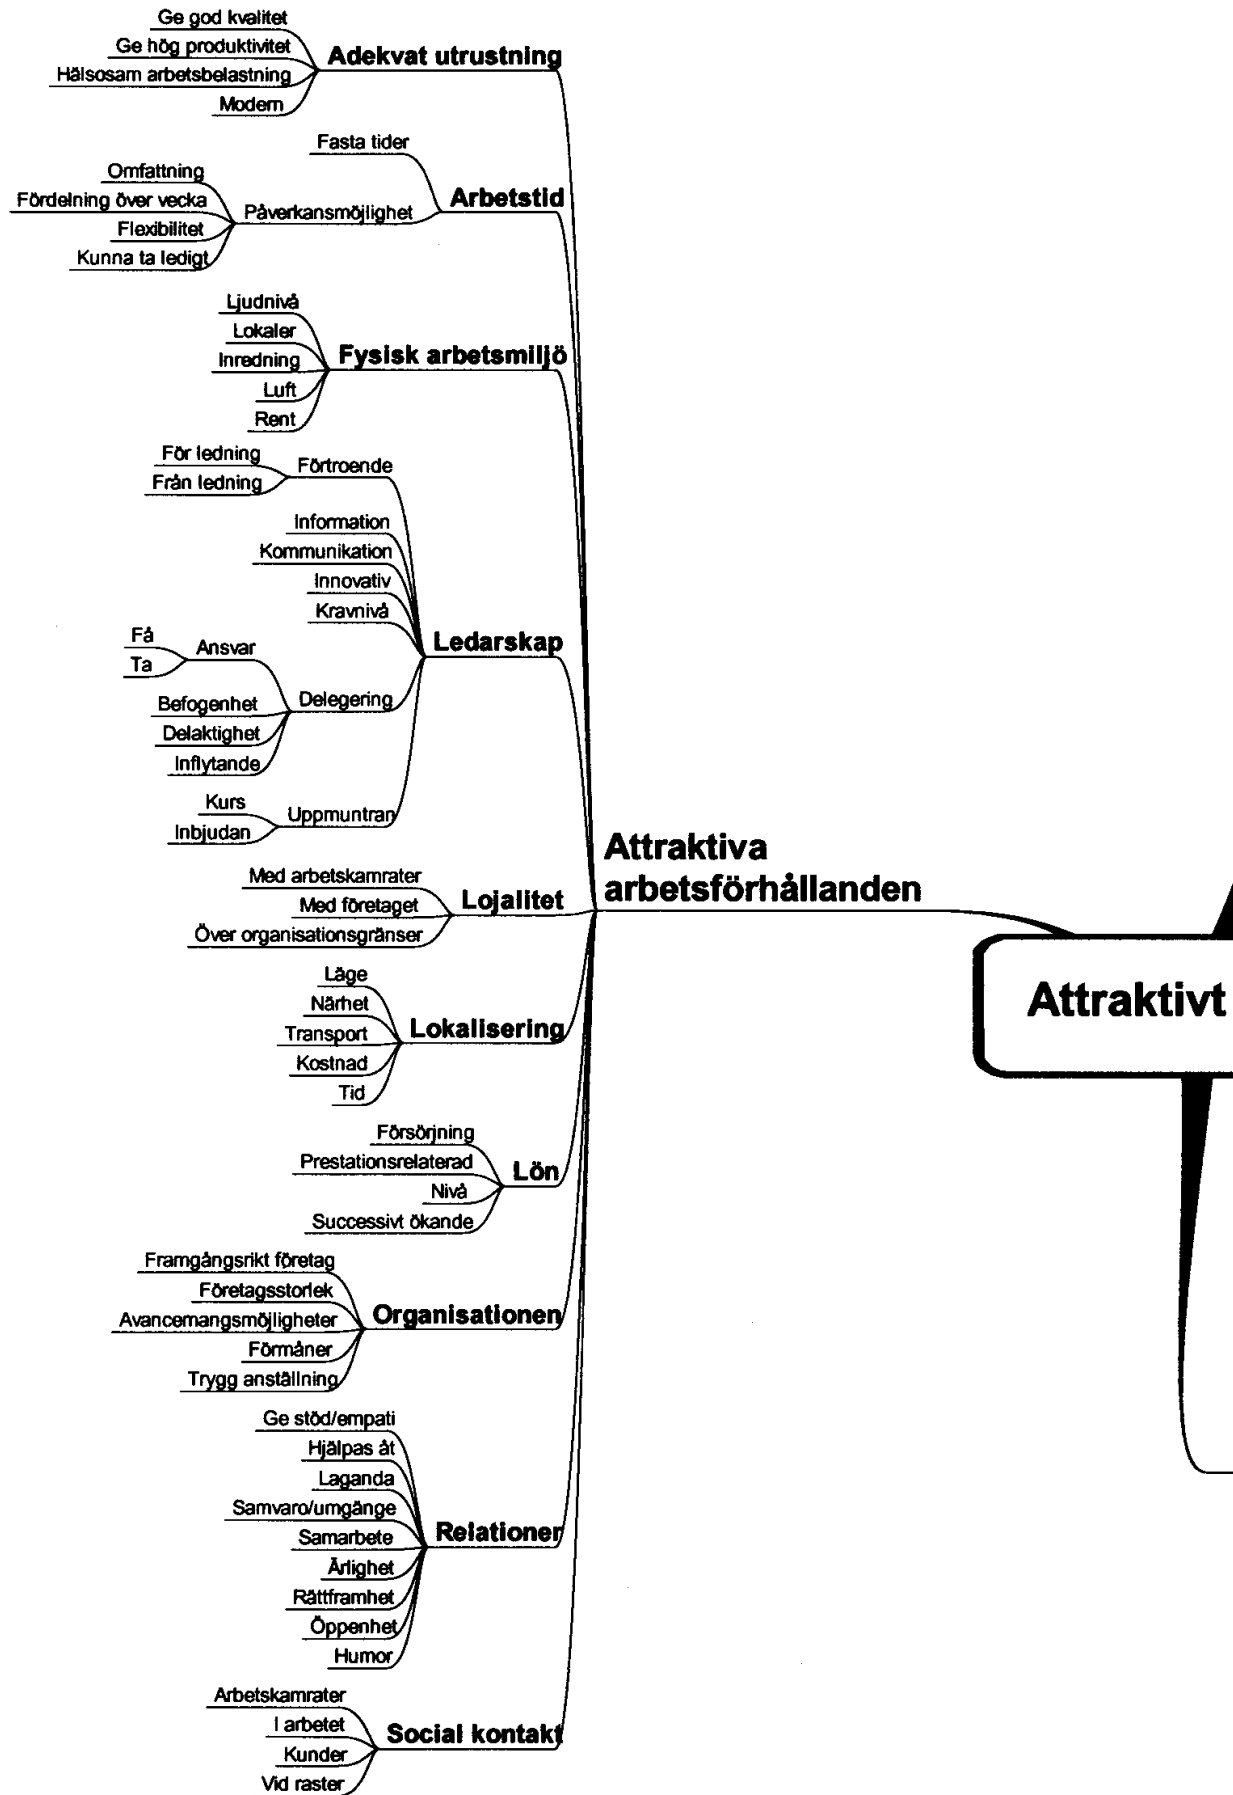 Ge god kvalitet
Ge hög produktivitet
Hälsosam arbetsbelastning
Modern
Adekvat utrustning
Fasta tider
Omfattning
Fördelning över vecka
Flexibilitet
Kunna ta ledigt
Påverkansmöjlighet
Arbetstid
Ljudnivå
Lokaler
Inredning
Luft
Rent
Fysisk arbetsmiljö
För ledning
Från ledning
Förtroende
Information
Kommunikation
Innovativ
Kravnivå
Få
Ta
Ansvar
Befogenhet
Delaktighet
Inflytande
Delegering
Kurs
Inbjudan
Uppmuntran
Ledarskap
Med arbetskamrater
Med företaget
Över organisationsgränser
Lojalitet
Läge
Närhet
Transport
Kostnad
Tid
Lokalisering
Försörjning
Prestationsrelaterad
Nivå
Successivt ökande
Lön
Framgångsrikt företag
Företagsstorlek
Avancemangsmöjligheter
Förmåner
Trygg anställning
Organisationen
Ge stöd/empati
Hjälpas åt
Laganda
Samvaro/umgänge
Samarbete
Ärlighet
Rättframhet
Öppenhet
Humor
Relationer
Arbetskamrater
I arbetet
Kunder
Vid raster
Social kontakt
Attraktiva
arbetsförhållanden
Attraktivt